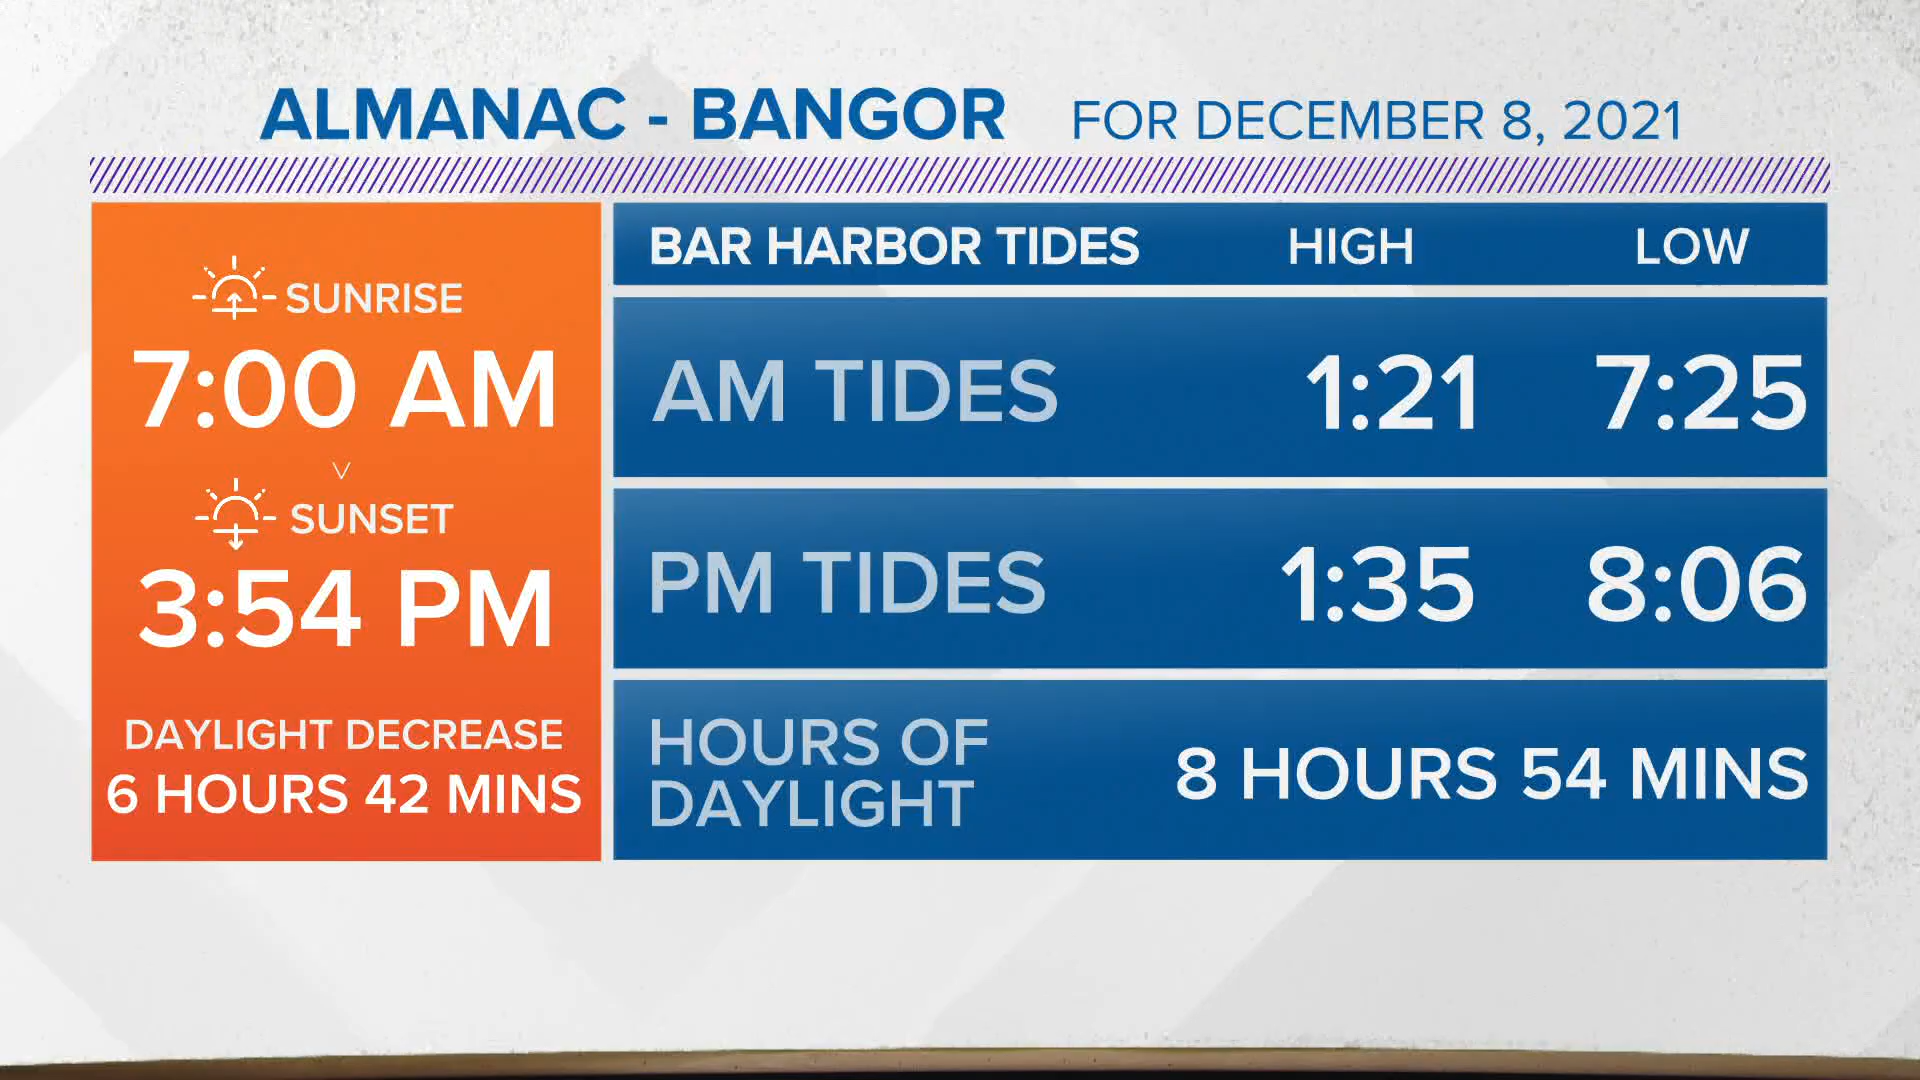 ALMANAC - BANGOR FOR DECEMBER 8, 2021
SUNRISE
7:00 AM
SUNSET
3:54 PM
DAYLIGHT DECREASE
6 HOURS 42 MINS
BAR HARBOR TIDES HIGH LOW
AM TIDES 1:21 7:25
PM TIDES 1:35 8:06
HOURS OF
DAYLIGHT
8 HOURS 54 MINS